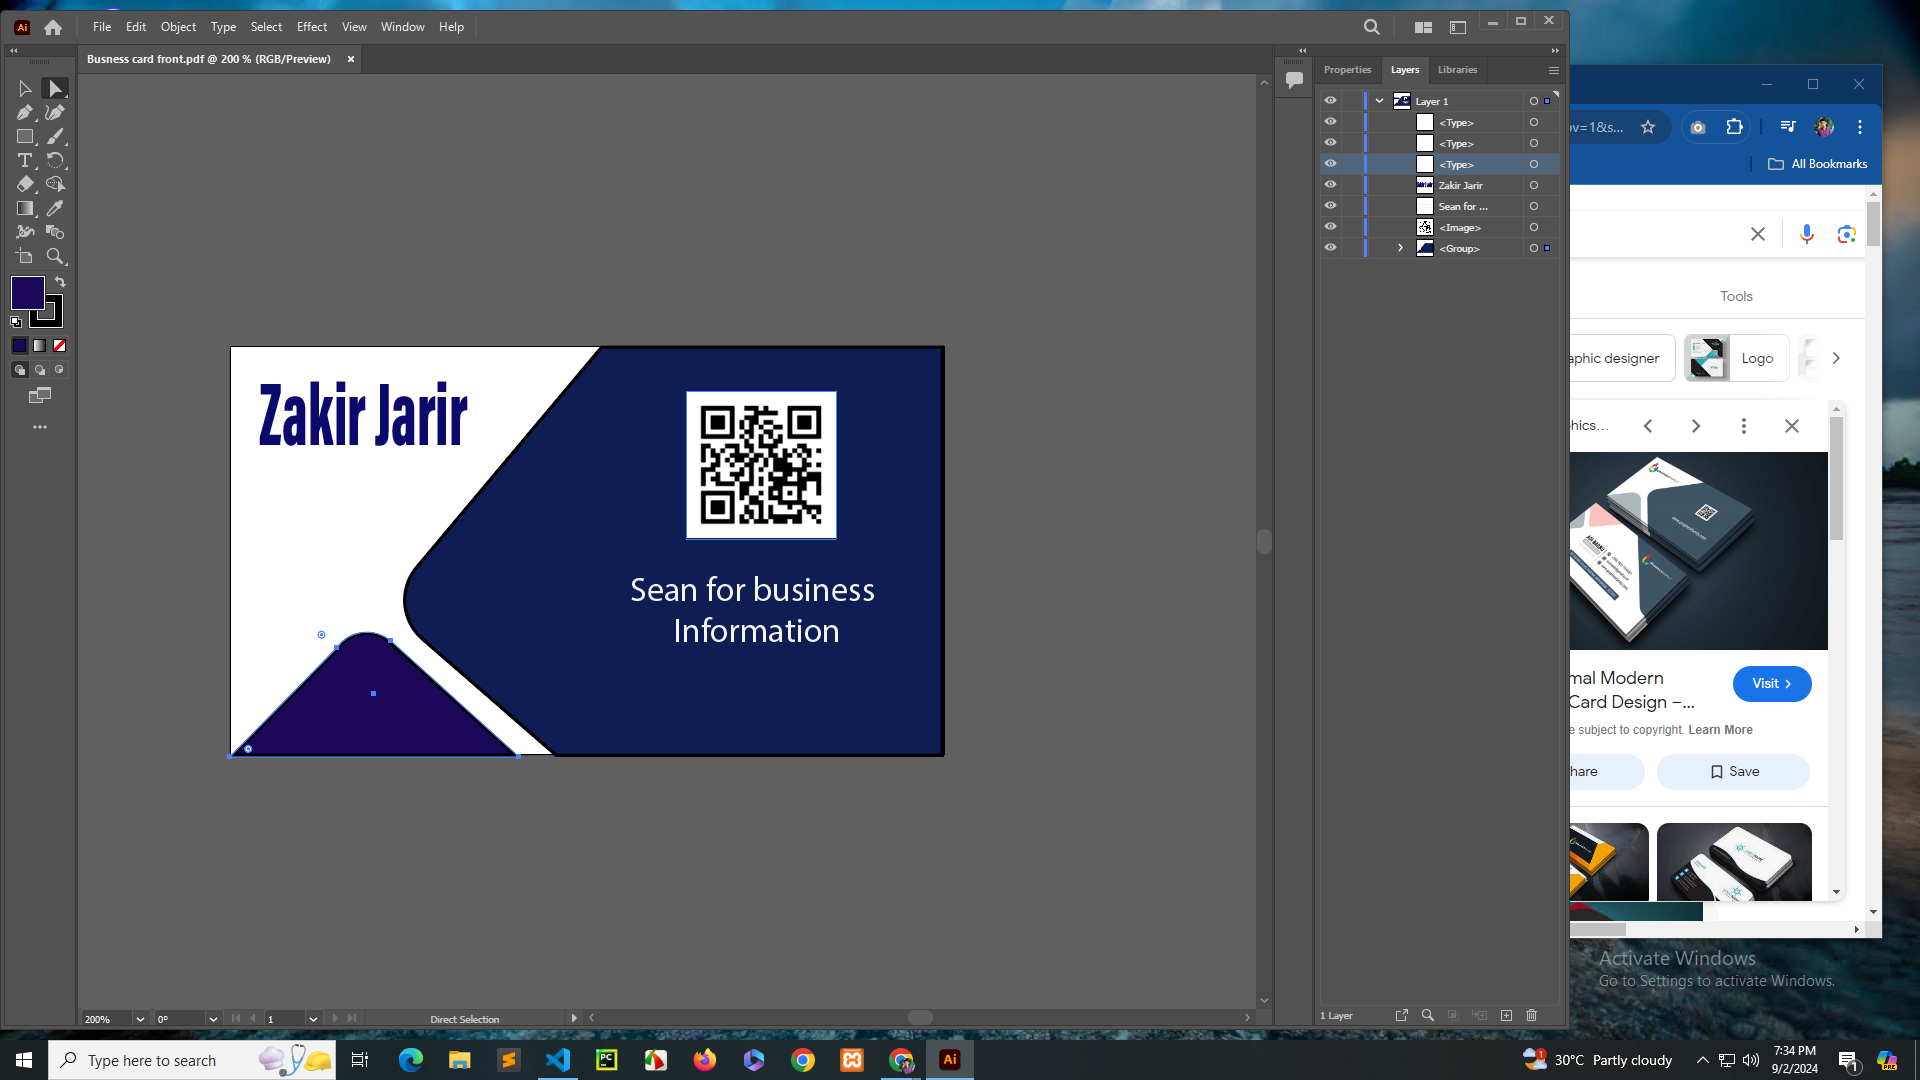 File Edit Object Type Select Effect View Window Help
Busness card front.pdf @ 200 % (RGB/Preview)
Properties Layers Libraries
Layer 1
<Type>
<Type>
<Type>
Zakir Jarir
Sean for ...
<Image>
<Group>
Zakir Jarir
Sean for business
Information
200% 0° 1 Direct Selection
1 Layer
ov=1&s...
All Bookmarks
Tools
aphic designer Logo
hics...
mal Modern
Card Design –...
Visit
e subject to copyright. Learn More
hare Save
Activate Windows
Go to Settings to activate Windows.
Type here to search
30°C Partly cloudy
7:34 PM
9/2/2024